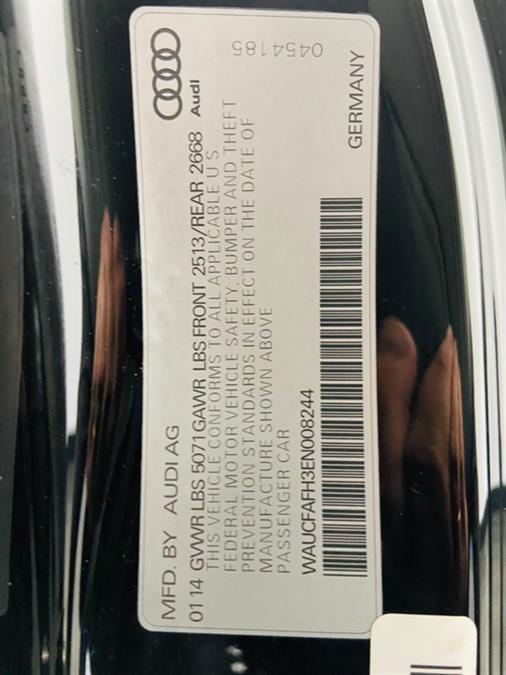 MFD. BY AUDI AG
Audi
01 14 GVWR LBS 5071 GAWR LBS FRONT 2513/REAR 2668
THIS VEHICLE CONFORMS TO ALL APPLICABLE U S
FEDERAL MOTOR VEHICLE SAFETY, BUMPER AND THEFT
PREVENTION STANDARDS IN EFFECT ON THE DATE OF
MANUFACTURE SHOWN ABOVE
PASSENGER CAR
WAUCFAFH3EN008244
0454185
GERMANY